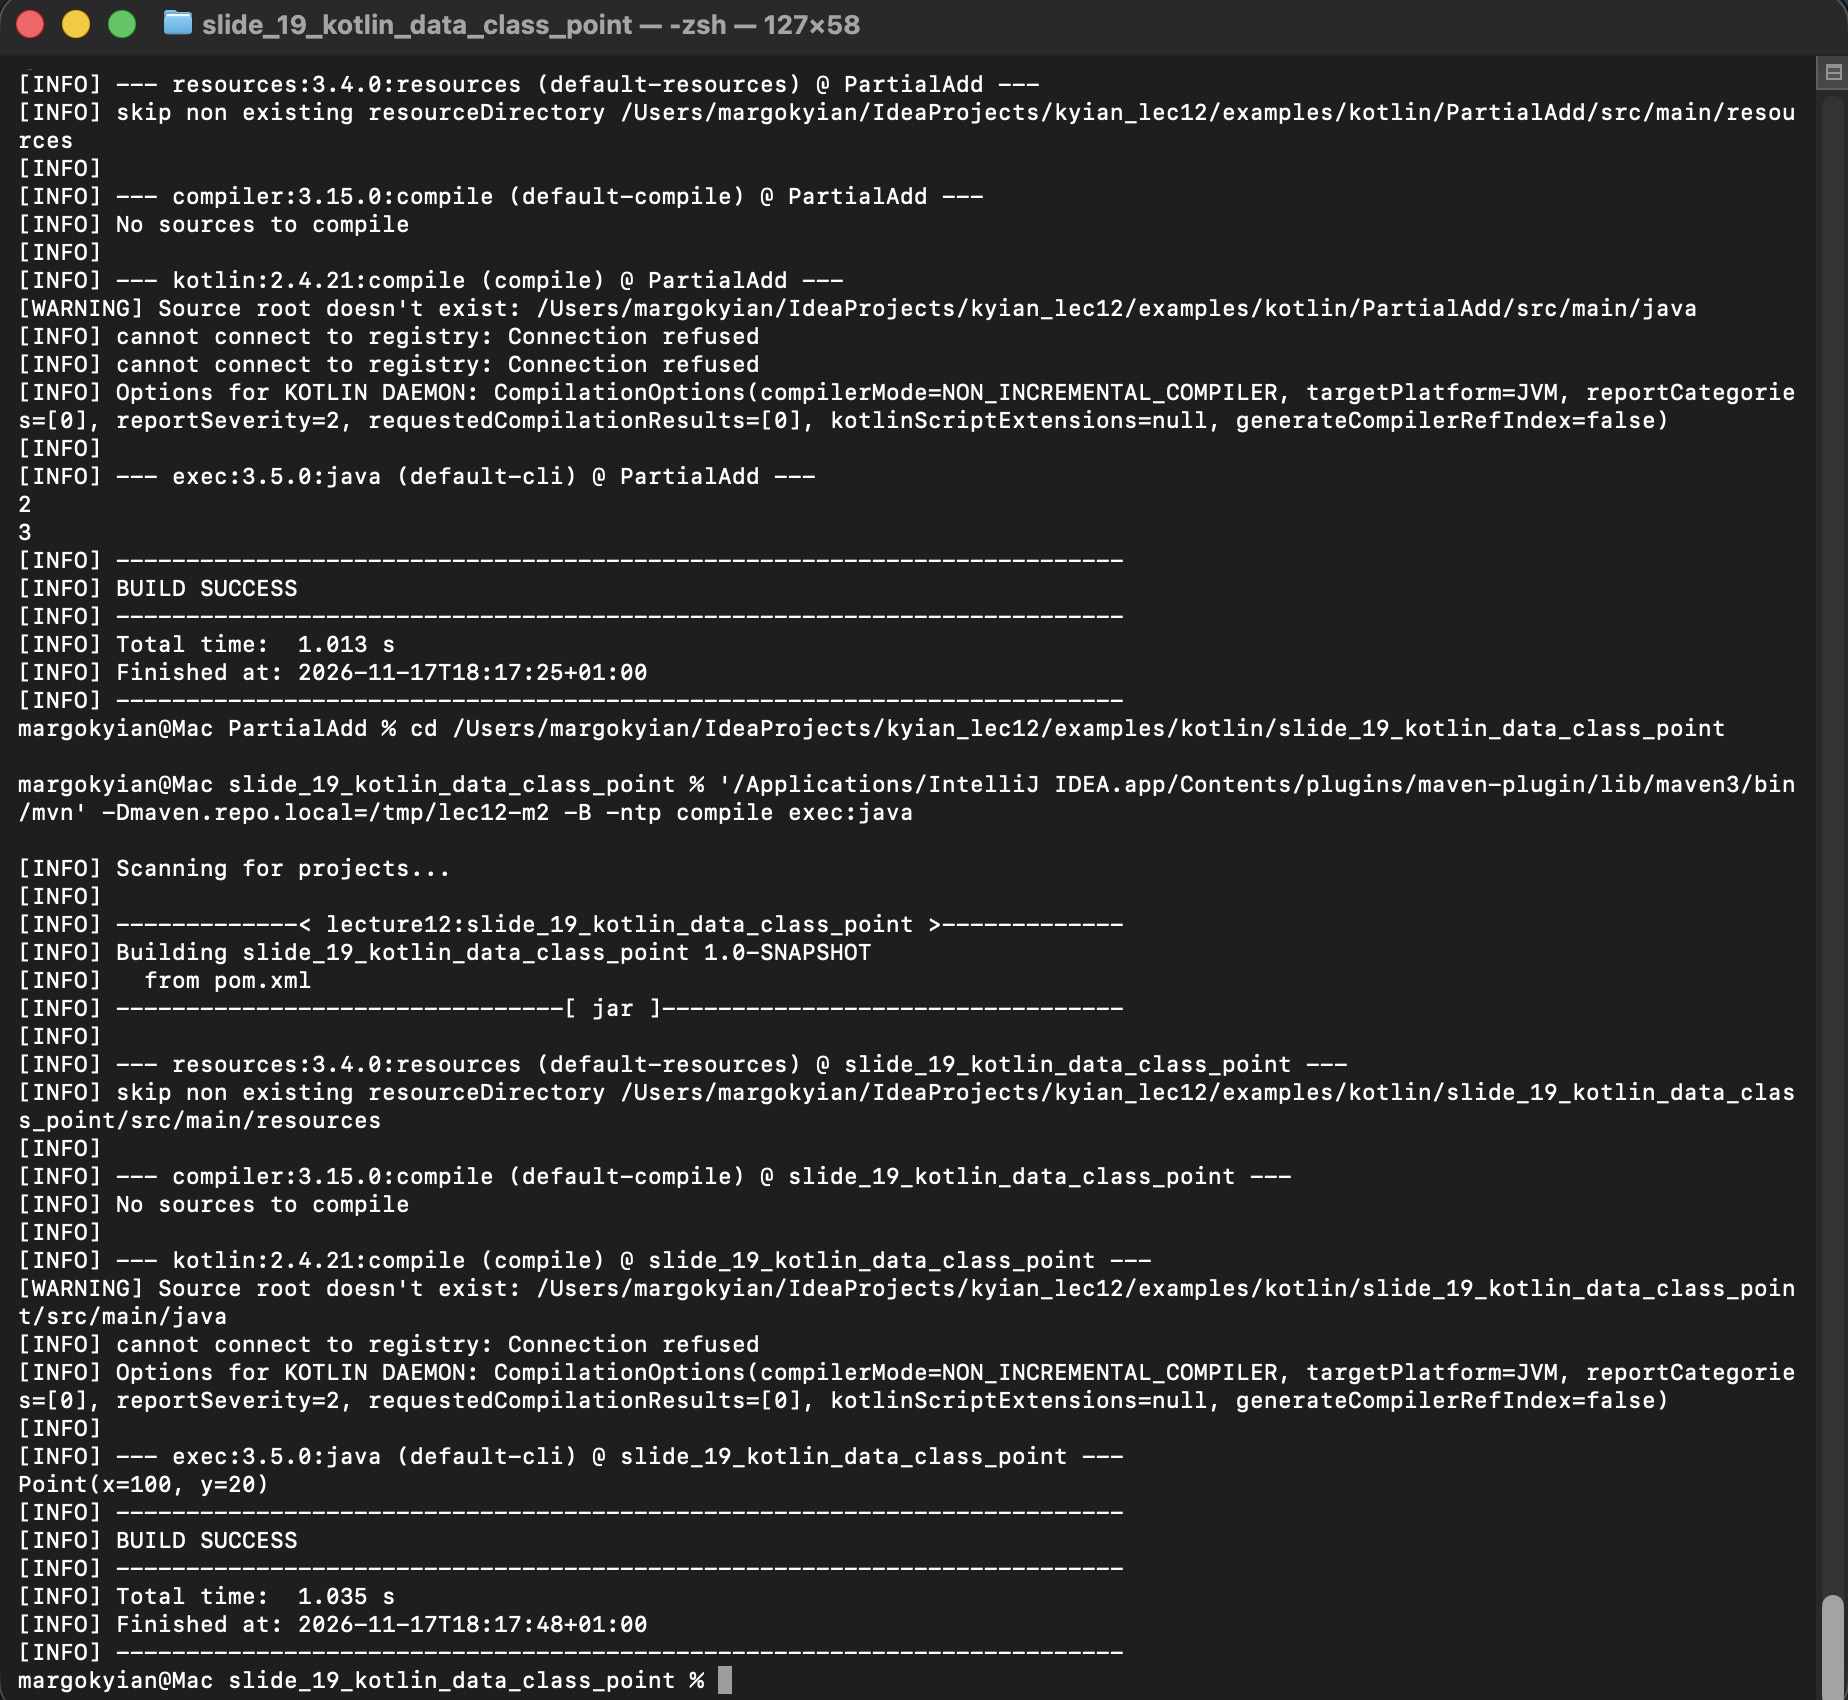 slide_19_kotlin_data_class_point — -zsh — 127×58
[INFO] --- resources:3.4.0:resources (default-resources) @ PartialAdd ---
[INFO] skip non existing resourceDirectory /Users/margokyian/IdeaProjects/kyian_lec12/examples/kotlin/PartialAdd/src/main/resou
rces
[INFO]
[INFO] --- compiler:3.15.0:compile (default-compile) @ PartialAdd ---
[INFO] No sources to compile
[INFO]
[INFO] --- kotlin:2.4.21:compile (compile) @ PartialAdd ---
[WARNING] Source root doesn't exist: /Users/margokyian/IdeaProjects/kyian_lec12/examples/kotlin/PartialAdd/src/main/java
[INFO] cannot connect to registry: Connection refused
[INFO] cannot connect to registry: Connection refused
[INFO] Options for KOTLIN DAEMON: CompilationOptions(compilerMode=NON_INCREMENTAL_COMPILER, targetPlatform=JVM, reportCategorie
s=[0], reportSeverity=2, requestedCompilationResults=[0], kotlinScriptExtensions=null, generateCompilerRefIndex=false)
[INFO]
[INFO] --- exec:3.5.0:java (default-cli) @ PartialAdd ---
2
3
[INFO] ------------------------------------------------------------------------
[INFO] BUILD SUCCESS
[INFO] ------------------------------------------------------------------------
[INFO] Total time:  1.013 s
[INFO] Finished at: 2026-11-17T18:17:25+01:00
[INFO] ------------------------------------------------------------------------
margokyian@Mac PartialAdd % cd /Users/margokyian/IdeaProjects/kyian_lec12/examples/kotlin/slide_19_kotlin_data_class_point
margokyian@Mac slide_19_kotlin_data_class_point % '/Applications/IntelliJ IDEA.app/Contents/plugins/maven-plugin/lib/maven3/bin
/mvn' -Dmaven.repo.local=/tmp/lec12-m2 -B -ntp compile exec:java
[INFO] Scanning for projects...
[INFO]
[INFO] -------------< lecture12:slide_19_kotlin_data_class_point >-------------
[INFO] Building slide_19_kotlin_data_class_point 1.0-SNAPSHOT
[INFO]   from pom.xml
[INFO] --------------------------------[ jar ]---------------------------------
[INFO]
[INFO] --- resources:3.4.0:resources (default-resources) @ slide_19_kotlin_data_class_point ---
[INFO] skip non existing resourceDirectory /Users/margokyian/IdeaProjects/kyian_lec12/examples/kotlin/slide_19_kotlin_data_clas
s_point/src/main/resources
[INFO]
[INFO] --- compiler:3.15.0:compile (default-compile) @ slide_19_kotlin_data_class_point ---
[INFO] No sources to compile
[INFO]
[INFO] --- kotlin:2.4.21:compile (compile) @ slide_19_kotlin_data_class_point ---
[WARNING] Source root doesn't exist: /Users/margokyian/IdeaProjects/kyian_lec12/examples/kotlin/slide_19_kotlin_data_class_poin
t/src/main/java
[INFO] cannot connect to registry: Connection refused
[INFO] Options for KOTLIN DAEMON: CompilationOptions(compilerMode=NON_INCREMENTAL_COMPILER, targetPlatform=JVM, reportCategorie
s=[0], reportSeverity=2, requestedCompilationResults=[0], kotlinScriptExtensions=null, generateCompilerRefIndex=false)
[INFO]
[INFO] --- exec:3.5.0:java (default-cli) @ slide_19_kotlin_data_class_point ---
Point(x=100, y=20)
[INFO] ------------------------------------------------------------------------
[INFO] BUILD SUCCESS
[INFO] ------------------------------------------------------------------------
[INFO] Total time:  1.035 s
[INFO] Finished at: 2026-11-17T18:17:48+01:00
[INFO] ------------------------------------------------------------------------
margokyian@Mac slide_19_kotlin_data_class_point %